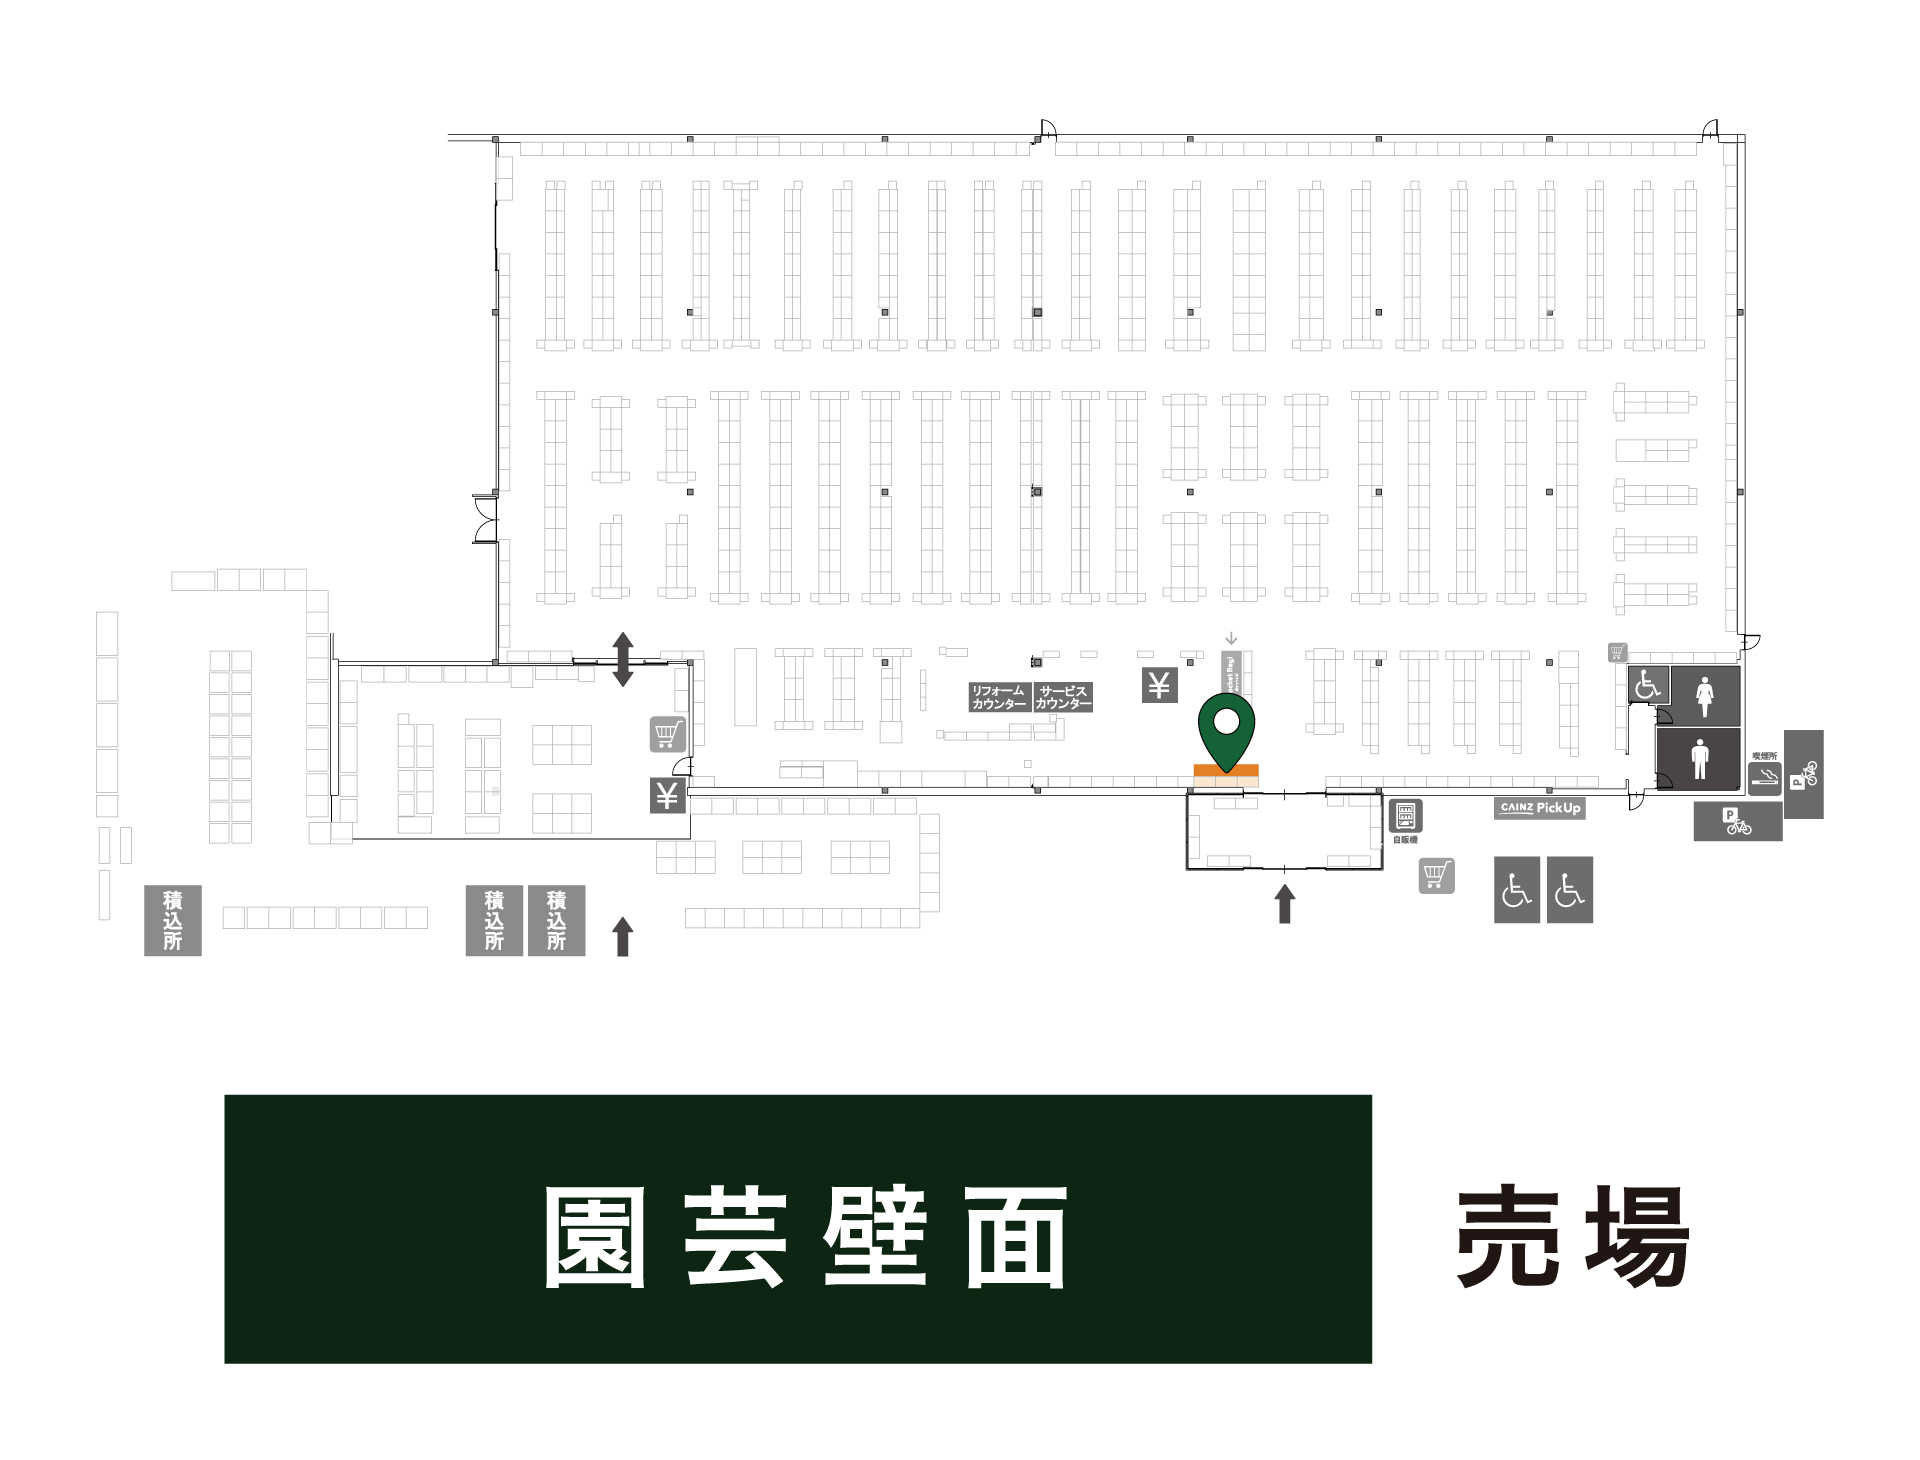 リフォーム
カウンター
サービス
カウンター
¥
¥
喫煙所
P
P
CAINZ PickUp
自販機
積込所
積込所
積込所
園芸壁面
売場